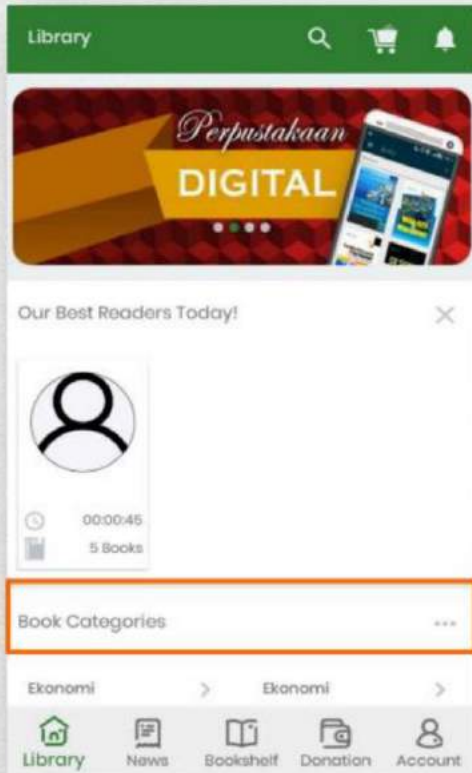 Library
Perpustakaan
DIGITAL
Our Best Readers Today!
00:00:45
5 Books
Book Categories
Ekonomi
Ekonomi
Library
News
Bookshelf
Donation
Account